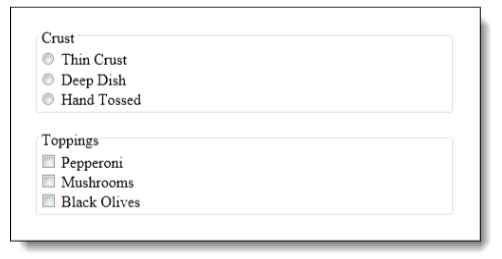 Crust
Thin Crust
Deep Dish
Hand Tossed
Toppings
Pepperoni
Mushrooms
Black Olives